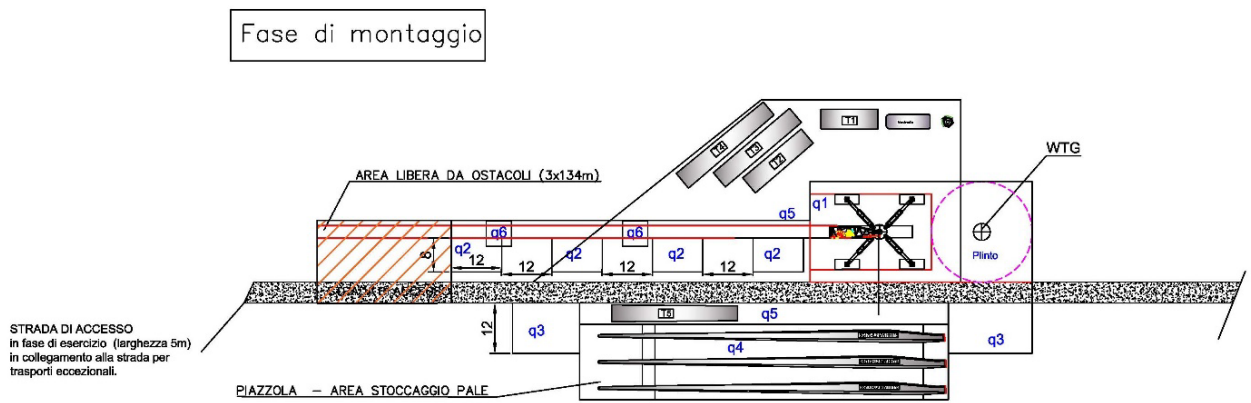 Fase di montaggio
T1
T4
T3
T2
WTG
AREA LIBERA DA OSTACOLI (3x134m)
q5
q1
q6
q6
q2
q2
q2
q2
8
12
12
12
12
12
Plinto
STRADA DI ACCESSO
in fase di esercizio (larghezza 5m)
in collegamento alla strada per
trasporti eccezionali.
12
q3
T5
q5
q3
q4
PIAZZOLA – AREA STOCCAGGIO PALE